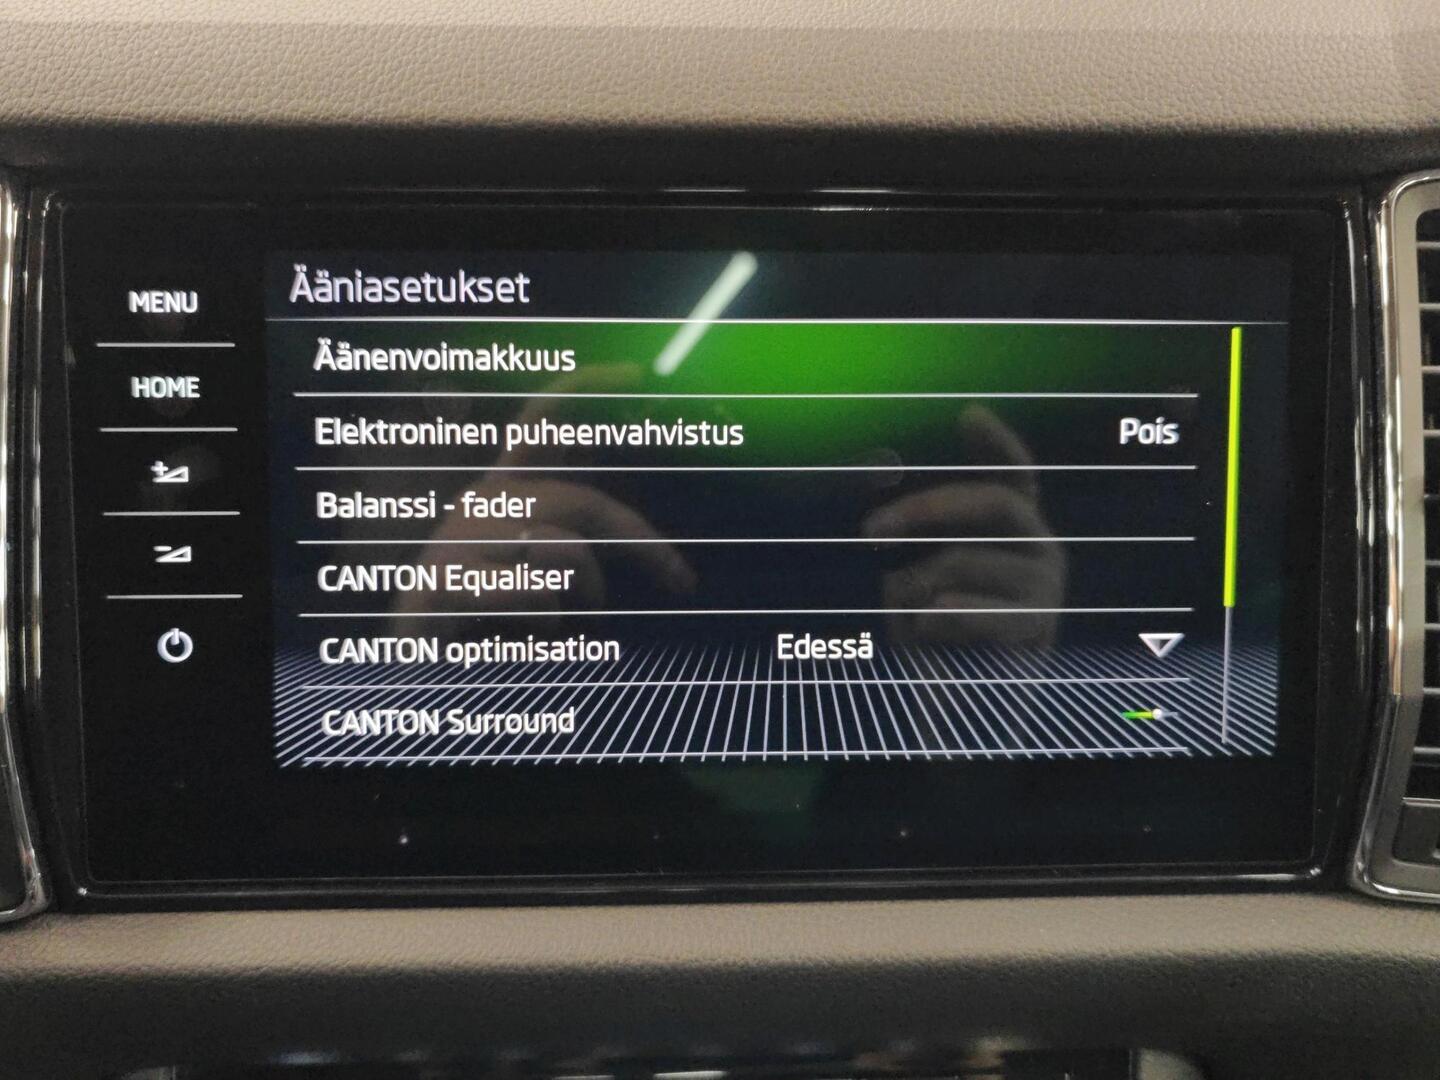 MENU
HOME
Ääniasetukset
Äänenvoimakkuus
Elektroninen puheenvahvistus Pois
Balanssi - fader
CANTON Equaliser
CANTON optimisation Edessä
CANTON Surround